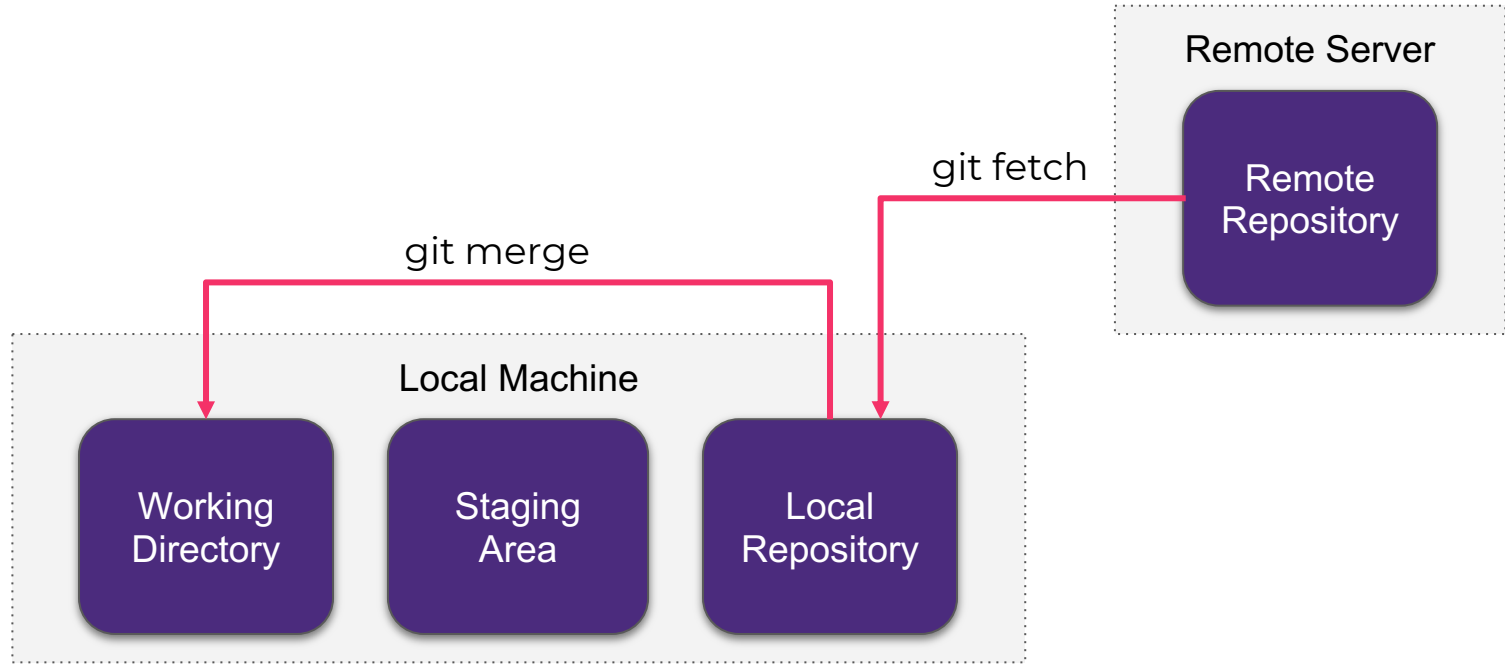 Remote Server
Remote
Repository
git fetch
git merge
Local Machine
Working
Directory
Staging
Area
Local
Repository